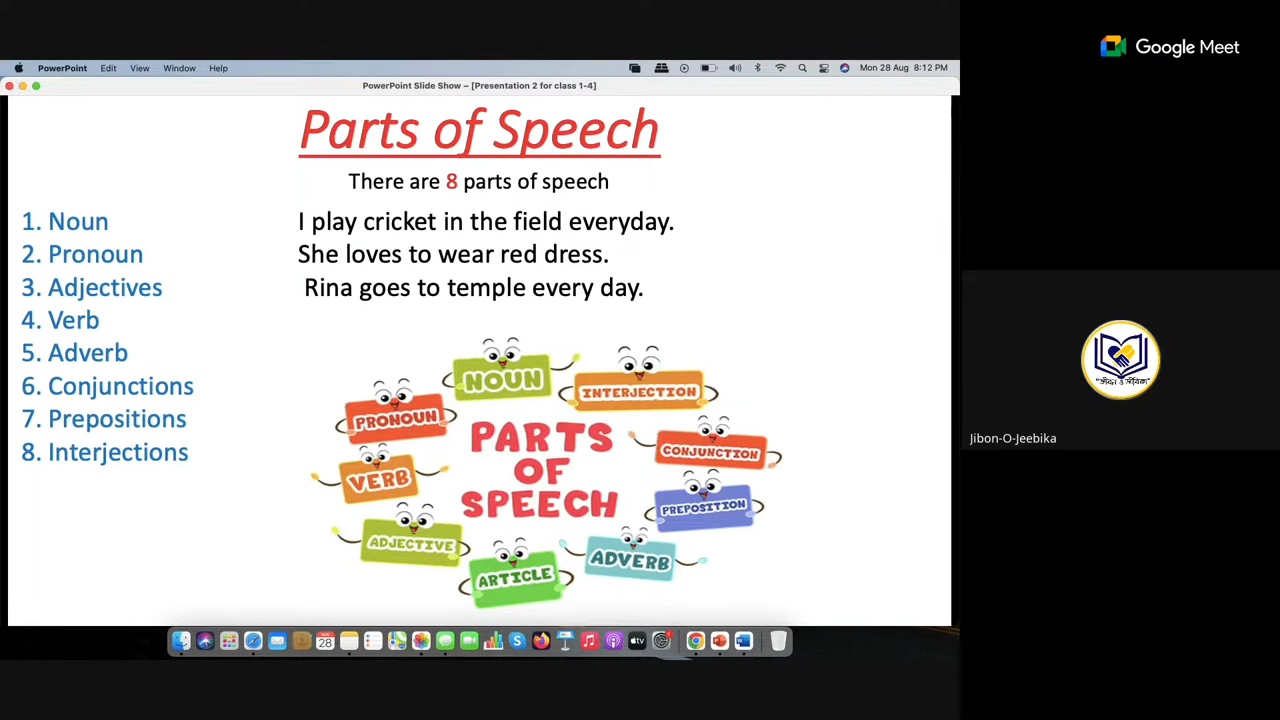 Google Meet
PowerPoint Edit View Window Help
Mon 28 Aug 8:12 PM
PowerPoint Slide Show – [Presentation 2 for class 1-4]
Parts of Speech
There are 8 parts of speech
1. Noun
2. Pronoun
3. Adjectives
4. Verb
5. Adverb
6. Conjunctions
7. Prepositions
8. Interjections
I play cricket in the field everyday.
She loves to wear red dress.
Rina goes to temple every day.
NOUN
INTERJECTION
PRONOUN
CONJUNCTION
VERB
PREPOSITION
ADJECTIVE
ARTICLE
ADVERB
PARTS
OF
SPEECH
AUG
28
tv
"জীবন ও জীবিকা"
Jibon-O-Jeebika